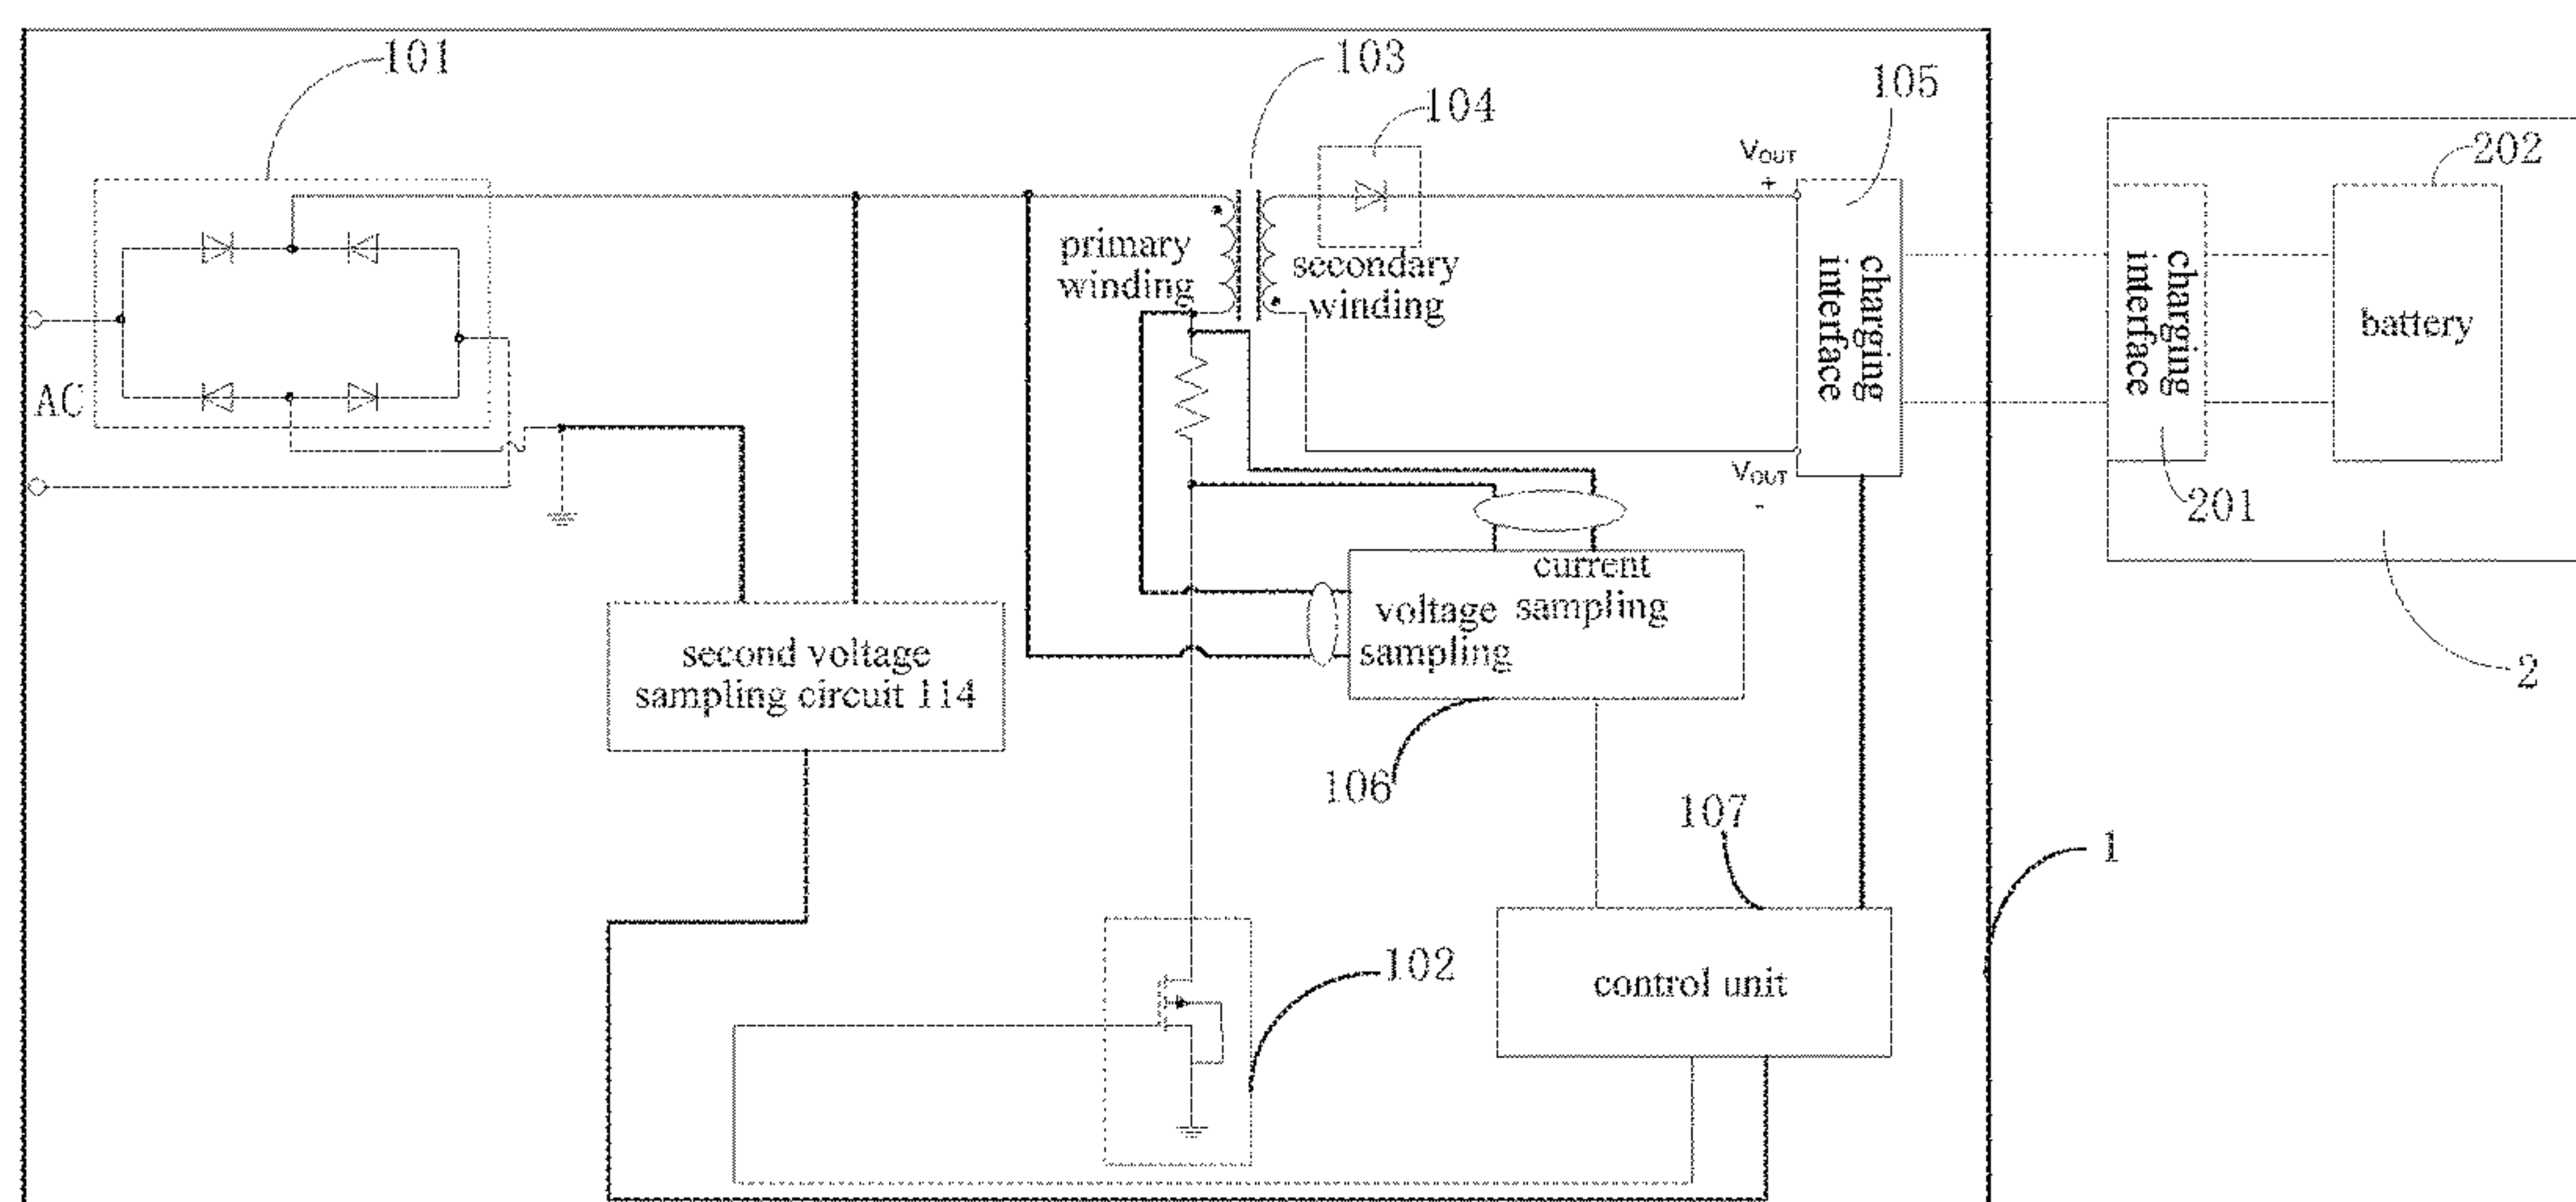 101
103
104
105
202
VOUT
+
primary
winding
secondary
winding
charging
interface
charging
interface
battery
AC
VOUT
-
201
current
sampling
voltage
sampling
second voltage
sampling circuit 114
2
106
107
1
102
control unit